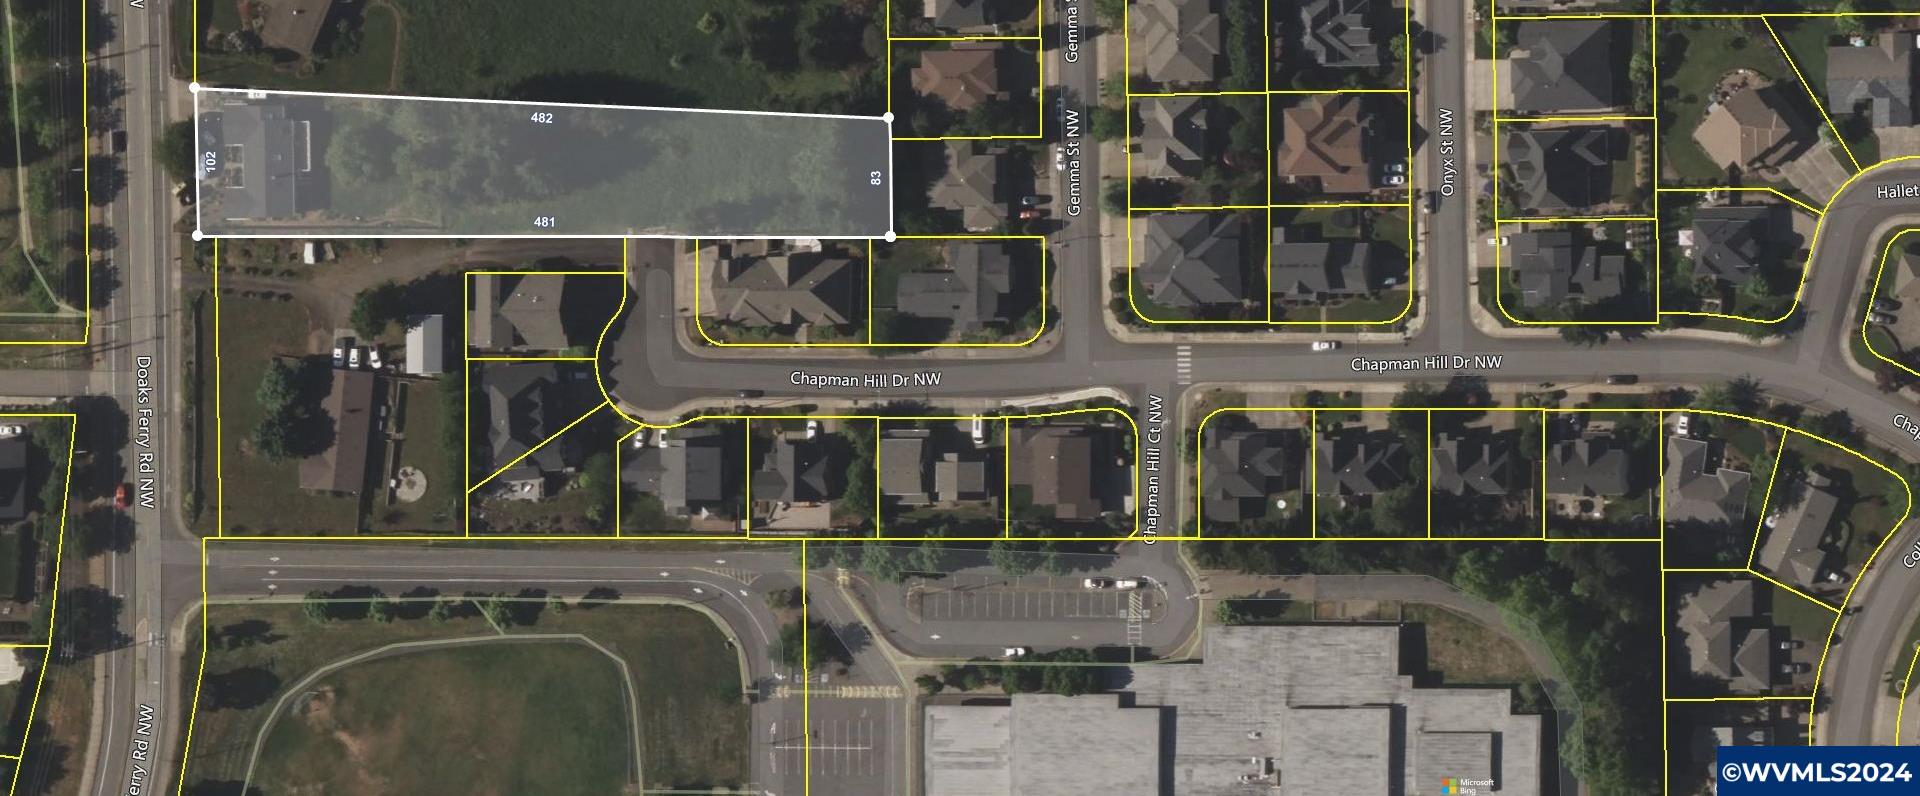 W
Gemma S
482
102
83
481
Gemma St NW
Onyx St NW
Hallet
Doaks Ferry Rd NW
Chapman Hill Dr NW
Chapman Hill Dr NW
Chapman Hill Ct NW
Chap
Col
erry Rd NW
Microsoft
Bing
©WVMLS2024